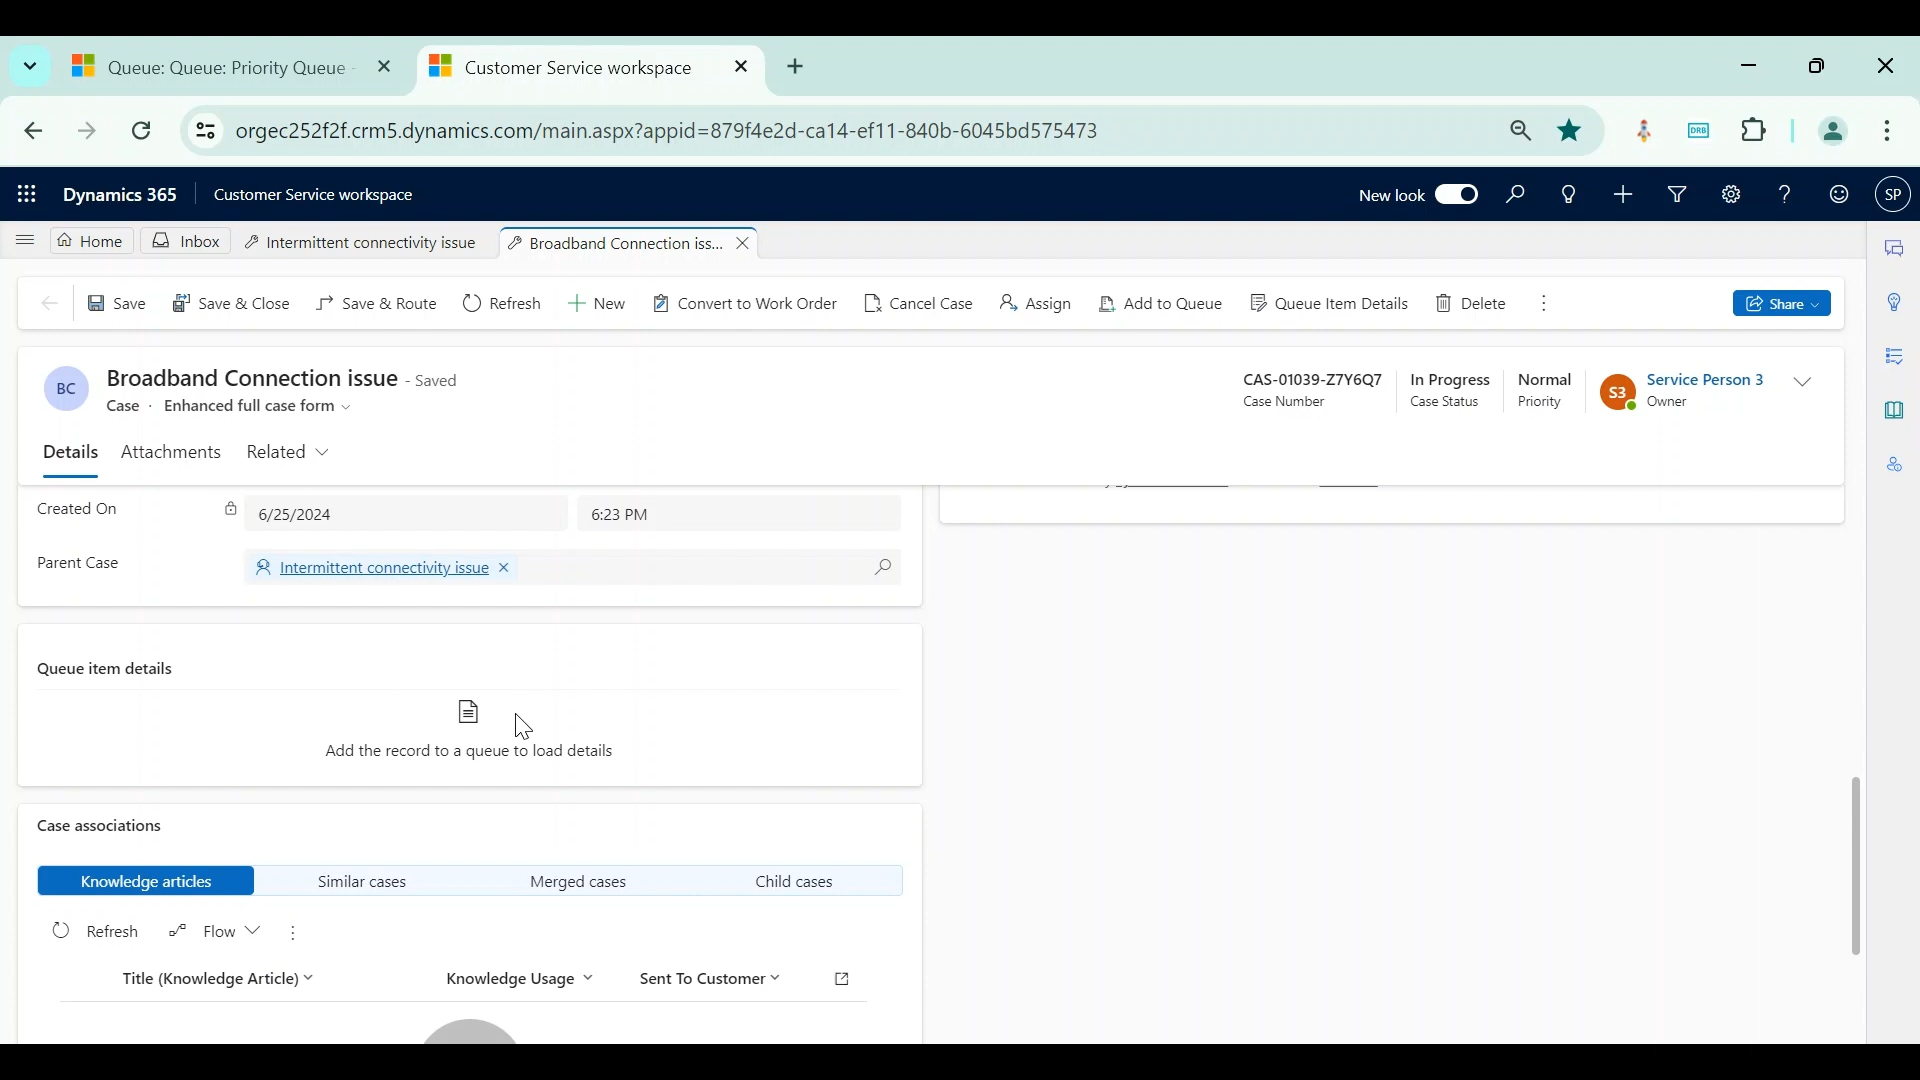 Queue: Queue: Priority Queue -
Customer Service workspace
orgec252f2f.crm5.dynamics.com/main.aspx?appid=879f4e2d-ca14-ef11-840b-6045bd575473
DRB
Dynamics 365
Customer Service workspace
New look
SP
Home
Inbox
Intermittent connectivity issue
Broadband Connection iss...
Save
Save & Close
Save & Route
Refresh
New
Convert to Work Order
Cancel Case
Assign
Add to Queue
Queue Item Details
Delete
Share
BC
Broadband Connection issue - Saved
Case · Enhanced full case form
CAS-01039-Z7Y6Q7
Case Number
In Progress
Case Status
Normal
Priority
S3
Service Person 3
Owner
Details
Attachments
Related
Created On
6/25/2024
6:23 PM
Parent Case
Intermittent connectivity issue
Queue item details
Add the record to a queue to load details
Case associations
Knowledge articles
Similar cases
Merged cases
Child cases
Refresh
Flow
Title (Knowledge Article)
Knowledge Usage
Sent To Customer